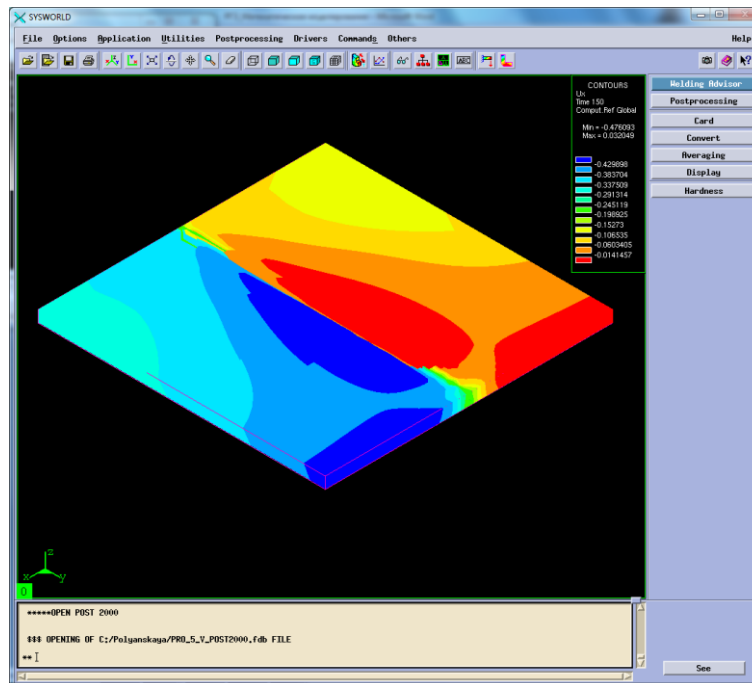 SYSWORLD
File Options Application Utilities Postprocessing Drivers Commands Others Help
CONTOURS
Ux
Time 150
Comput.Ref Global
Min = -0.476093
Max = 0.032049
-0.429898
-0.383704
-0.337509
-0.291314
-0.245119
-0.198925
-0.15273
-0.106535
-0.0603405
-0.0141457
Welding Advisor
Postprocessing
Card
Convert
Averaging
Display
Hardness
z
x y
0
*****OPEN POST 2000
$$$ OPENING OF C:/Polyanskaya/PRO_5_V_POST2000.fdb FILE
**
See